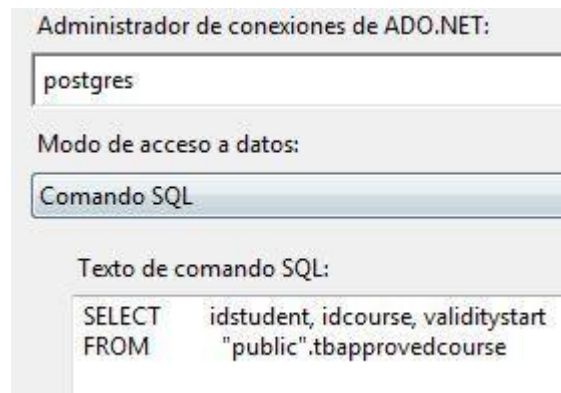 Administrador de conexiones de ADO.NET:
postgres
Modo de acceso a datos:
Comando SQL
Texto de comando SQL:
SELECT idstudent, idcourse, validitystart
FROM "public".tbapprovedcourse